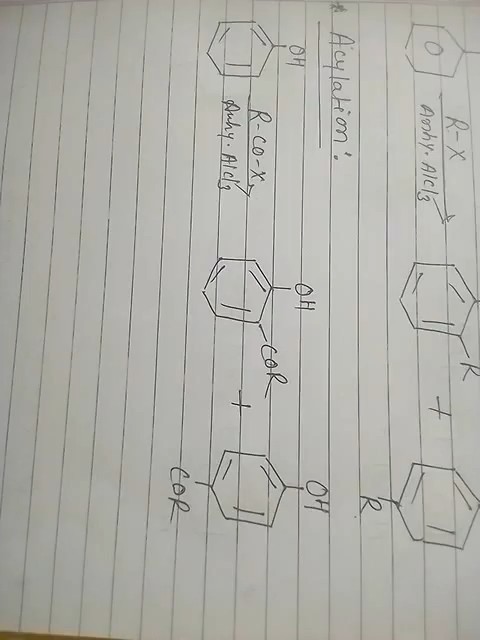 R-X
Anhy. AlCl3
R
+
R
* Acylation:
OH
R-CO-X
Anhy. AlCl3
OH
COR
+
OH
COR